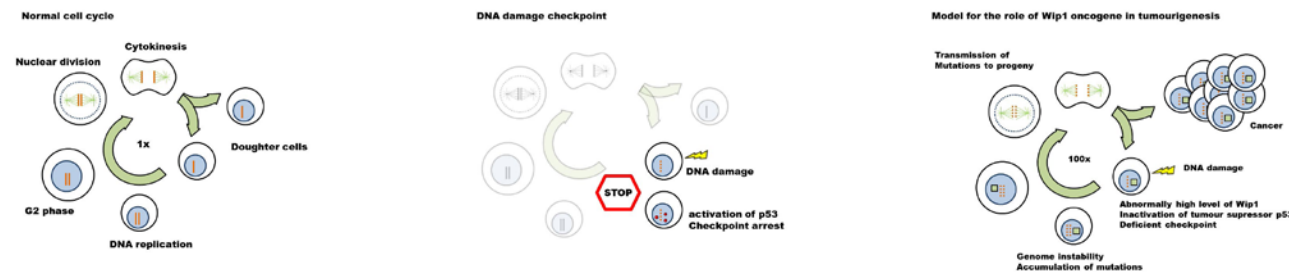 Normal cell cycle
Cytokinesis
Nuclear division
1x
Doughter cells
G2 phase
DNA replication
DNA damage checkpoint
DNA damage
STOP
activation of p53
Checkpoint arrest
Model for the role of Wip1 oncogene in tumourigenesis
Transmission of
Mutations to progeny
Cancer
100x
DNA damage
Abnormally high level of Wip1
Inactivation of tumour supressor p53
Deficient checkpoint
Genome instability
Accumulation of mutations